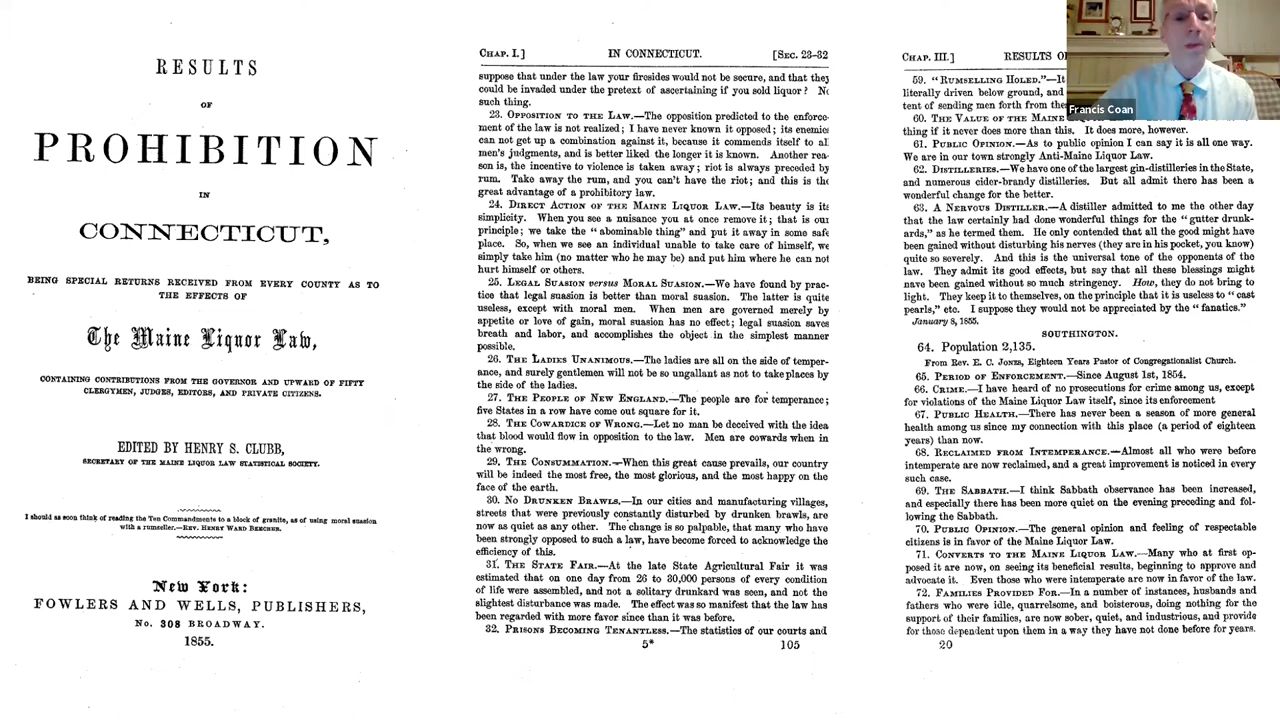 RESULTS
OF
PROHIBITION
IN
CONNECTICUT,
BEING SPECIAL RETURNS RECEIVED FROM EVERY COUNTY AS TO
THE EFFECTS OF
The Maine Liquor Law,
CONTAINING CONTRIBUTIONS FROM THE GOVERNOR AND UPWARD OF FIFTY
CLERGYMEN, JUDGES, EDITORS, AND PRIVATE CITIZENS.
EDITED BY HENRY S. CLUBB,
SECRETARY OF THE MAINE LIQUOR LAW STATISTICAL SOCIETY.
I should as soon think of reading the Ten Commandments to a block of granite, as of using moral suasion
with a rumseller.—REV. HENRY WARD BEECHER.
New York:
FOWLERS AND WELLS, PUBLISHERS,
No. 308 BROADWAY.
1855.
CHAP. I.] IN CONNECTICUT. [SEC. 23-32
suppose that under the law your firesides would not be secure, and that they
could be invaded under the pretext of ascertaining if you sold liquor? No
such thing.
23. OPPOSITION TO THE LAW.—The opposition predicted to the enforce-
ment of the law is not realized; I have never known it opposed; its enemies
can not get up a combination against it, because it commends itself to all
men's judgments, and is better liked the longer it is known. Another rea-
son is, the incentive to violence is taken away; riot is always preceded by
rum. Take away the rum, and you can't have the riot; and this is the
great advantage of a prohibitory law.
24. DIRECT ACTION OF THE MAINE LIQUOR LAW.—Its beauty is its
simplicity. When you see a nuisance you at once remove it; that is our
principle; we take the "abominable thing" and put it away in some safe
place. So, when we see an individual unable to take care of himself, we
simply take him (no matter who he may be) and put him where he can not
hurt himself or others.
25. LEGAL SUASION versus MORAL SUASION.—We have found by prac-
tice that legal suasion is better than moral suasion. The latter is quite
useless, except with moral men. When men are governed merely by
appetite or love of gain, moral suasion has no effect; legal suasion saves
breath and labor, and accomplishes the object in the simplest manner
possible.
26. THE LADIES UNANIMOUS.—The ladies are all on the side of temper-
ance, and surely gentlemen will not be so ungallant as not to take places by
the side of the ladies.
27. THE PEOPLE OF NEW ENGLAND.—The people are for temperance;
five States in a row have come out square for it.
28. THE COWARDICE OF WRONG.—Let no man be deceived with the idea
that blood would flow in opposition to the law. Men are cowards when in
the wrong.
29. THE CONSUMMATION.—When this great cause prevails, our country
will be indeed the most free, the most glorious, and the most happy on the
face of the earth.
30. NO DRUNKEN BRAWLS.—In our cities and manufacturing villages,
streets that were previously constantly disturbed by drunken brawls, are
now as quiet as any other. The change is so palpable, that many who have
been strongly opposed to such a law, have become forced to acknowledge the
efficiency of this.
31. THE STATE FAIR.—At the late State Agricultural Fair it was
estimated that on one day from 26 to 30,000 persons of every condition
of life were assembled, and not a solitary drunkard was seen, and not the
slightest disturbance was made. The effect was so manifest that the law has
been regarded with more favor since than it was before.
32. PRISONS BECOMING TENANTLESS.—The statistics of our courts and
5* 105
CHAP. III.] RESULTS
59. "RUMSELLING HOLED."—It
literally driven below ground, and
tent of sending men forth from
60. THE VALUE OF THE MAINE
thing if it never does more than this. It does more, however.
61. PUBLIC OPINION.—As to public opinion I can say it is all one way.
We are in our town strongly Anti-Maine Liquor Law.
62. DISTILLERIES.—We have one of the largest gin-distilleries in the State,
and numerous cider-brandy distilleries. But all admit there has been a
wonderful change for the better.
63. A NERVOUS DISTILLER.—A distiller admitted to me the other day
that the law certainly had done wonderful things for the "gutter drunk-
ards," as he termed them. He only contended that all the good might have
been gained without disturbing his nerves (they are in his pocket, you know)
quite so severely. And this is the universal tone of the opponents of the
law. They admit its good effects, but say that all these blessings might
nave been gained without so much stringency. How, they do not bring to
light. They keep it to themselves, on the principle that it is useless to "cast
pearls," etc. I suppose they would not be appreciated by the "fanatics."
January 8, 1855.
SOUTHINGTON.
64. Population 2,135.
From Rev. E. C. JONES, Eighteen Years Pastor of Congregationalist Church.
65. PERIOD OF ENFORCEMENT.—Since August 1st, 1854.
66. CRIME.—I have heard of no prosecutions for crime among us, except
for violations of the Maine Liquor Law itself, since its enforcement
67. PUBLIC HEALTH.—There has never been a season of more general
health among us since my connection with this place (a period of eighteen
years) than now.
68. RECLAIMED FROM INTEMPERANCE.—Almost all who were before
intemperate are now reclaimed, and a great improvement is noticed in every
such case.
69. THE SABBATH.—I think Sabbath observance has been increased,
and especially there has been more quiet on the evening preceding and fol-
lowing the Sabbath.
70. PUBLIC OPINION.—The general opinion and feeling of respectable
citizens is in favor of the Maine Liquor Law.
71. CONVERTS TO THE MAINE LIQUOR LAW.—Many who at first op-
posed it are now, on seeing its beneficial results, beginning to approve and
advocate it. Even those who were intemperate are now in favor of the law.
72. FAMILIES PROVIDED FOR.—In a number of instances, husbands and
fathers who were idle, quarrelsome, and boisterous, doing nothing for the
support of their families, are now sober, quiet, and industrious, and provide
for those dependent upon them in a way they have not done before for years.
20
Francis Coan